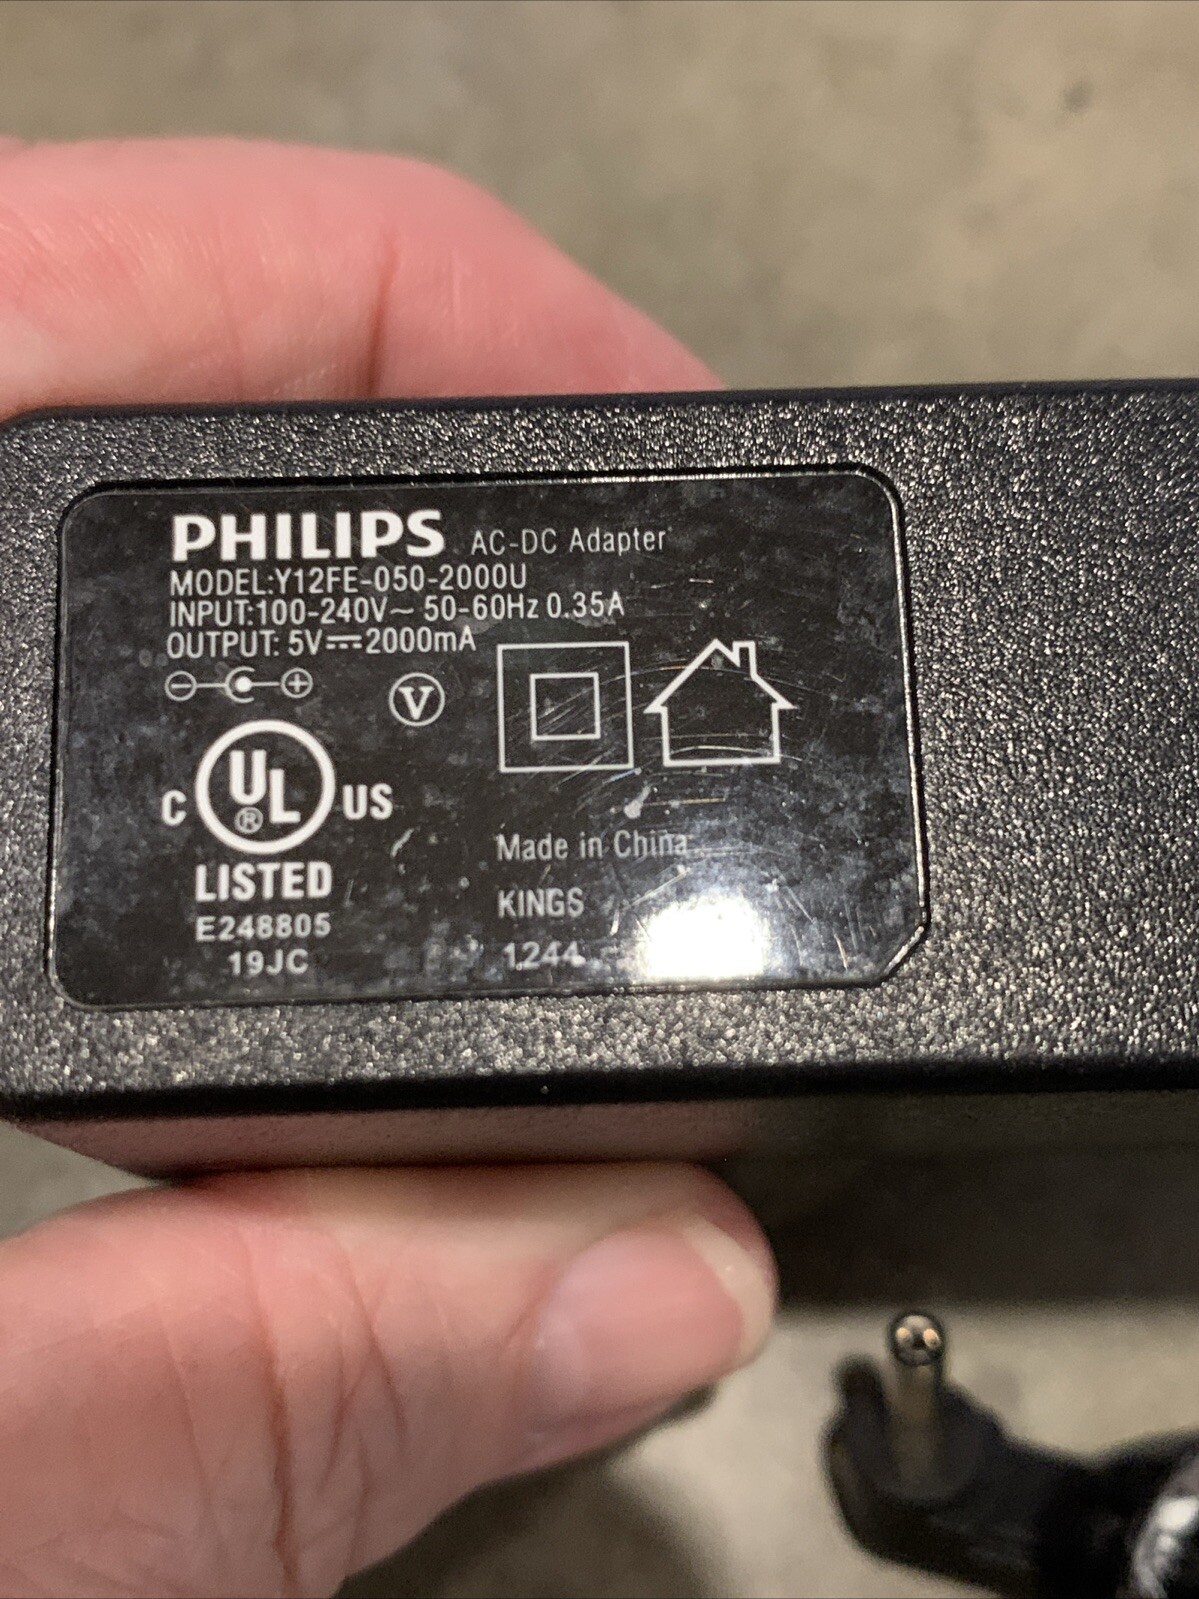 PHILIPS AC-DC Adapter
MODEL:Y12FE-050-2000U
INPUT:100-240V~ 50-60Hz 0.35A
OUTPUT: 5V⎓2000mA
V
C UL® US
LISTED
E248805
19JC
Made in China
KINGS
1244